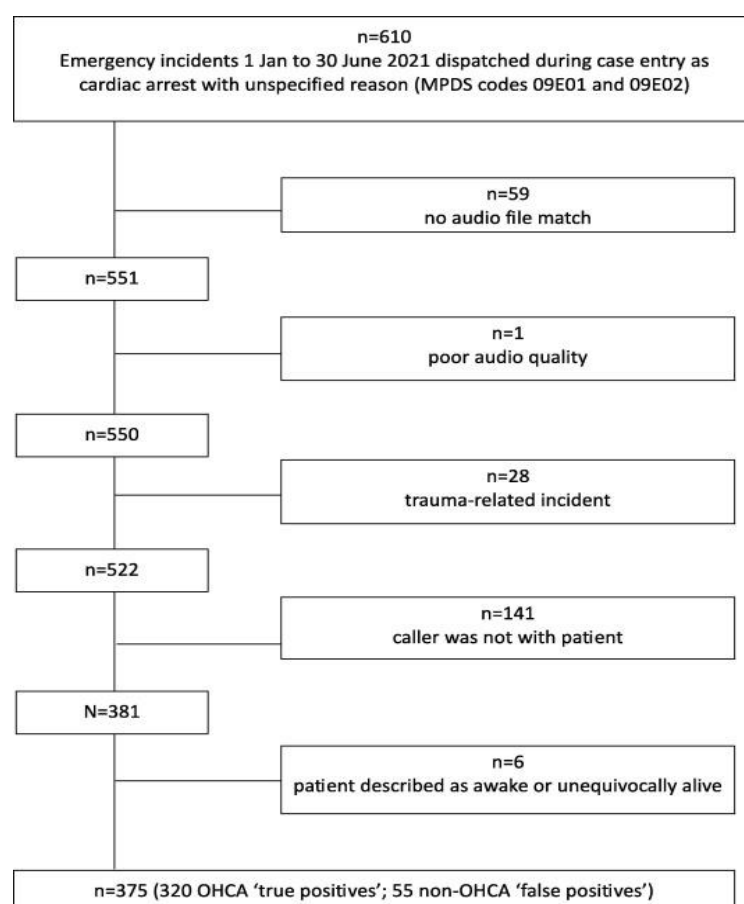 n=610
Emergency incidents 1 Jan to 30 June 2021 dispatched during case entry as
cardiac arrest with unspecified reason (MPDS codes 09E01 and 09E02)
n=59
no audio file match
n=551
n=1
poor audio quality
n=550
n=28
trauma-related incident
n=522
n=141
caller was not with patient
N=381
n=6
patient described as awake or unequivocally alive
n=375 (320 OHCA ‘true positives’; 55 non-OHCA ‘false positives’)